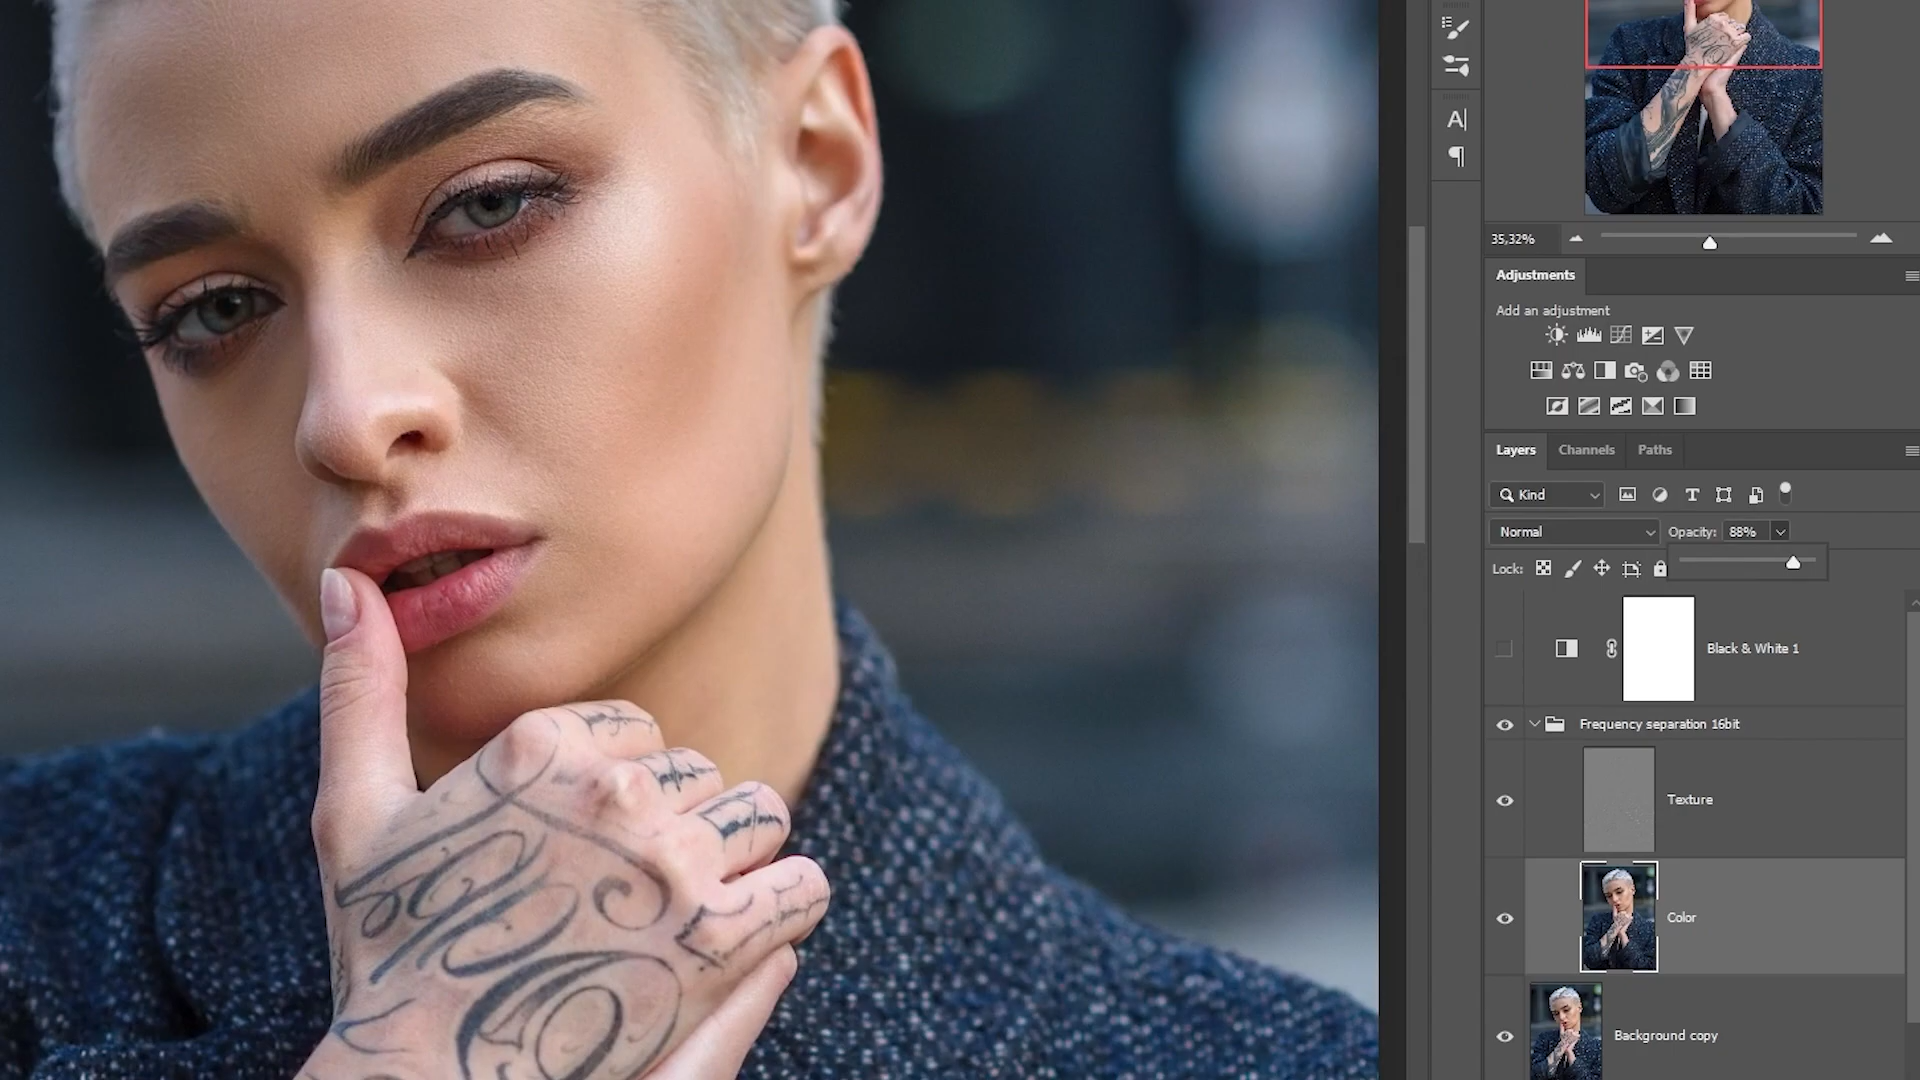 A|
35,32%
Adjustments
Add an adjustment
Layers
Channels
Paths
Kind
Normal
Opacity: 88%
Lock:
Black & White 1
Frequency separation 16bit
Texture
Color
Background copy